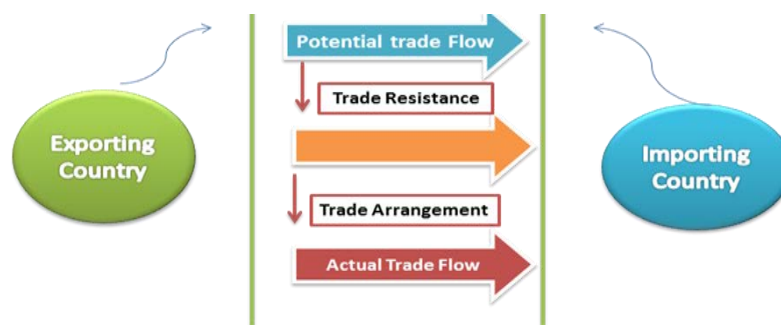 Potential trade Flow
Trade Resistance
Exporting
Country
Importing
Country
Trade Arrangement
Actual Trade Flow